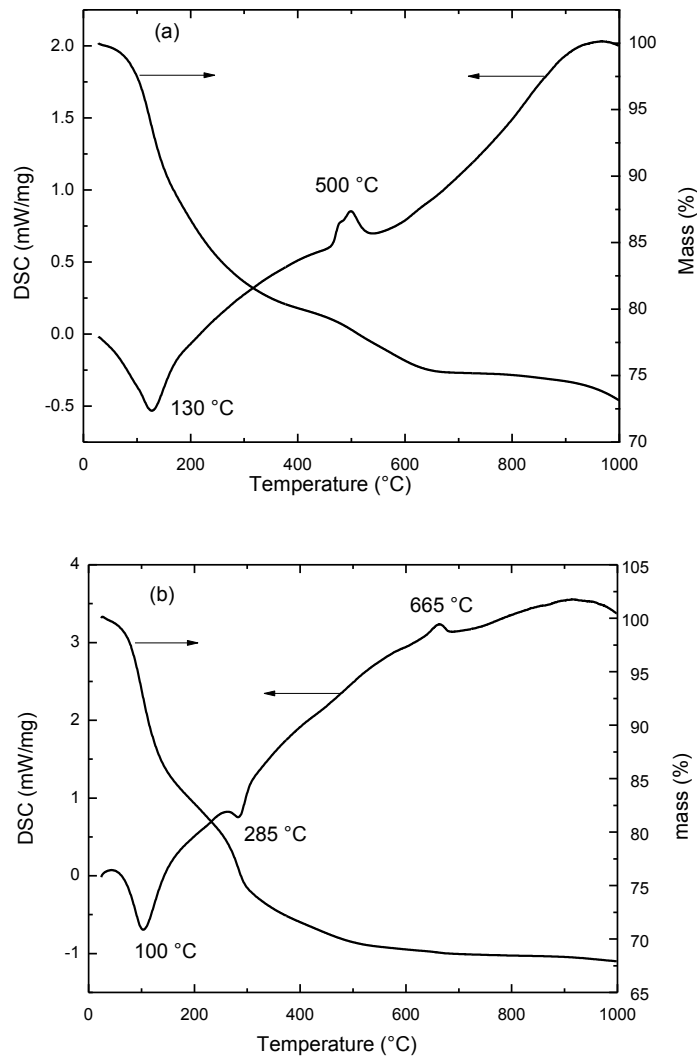 (a)
2.0
1.5
1.0
0.5
0.0
-0.5
DSC (mW/mg)
500 °C
130 °C
100
95
90
85
80
75
70
Mass (%)
0 200 400 600 800 1000
Temperature (°C)
(b)
4
3
2
1
0
-1
DSC (mW/mg)
665 °C
285 °C
100 °C
105
100
95
90
85
80
75
70
65
mass (%)
0 200 400 600 800 1000
Temperature (°C)